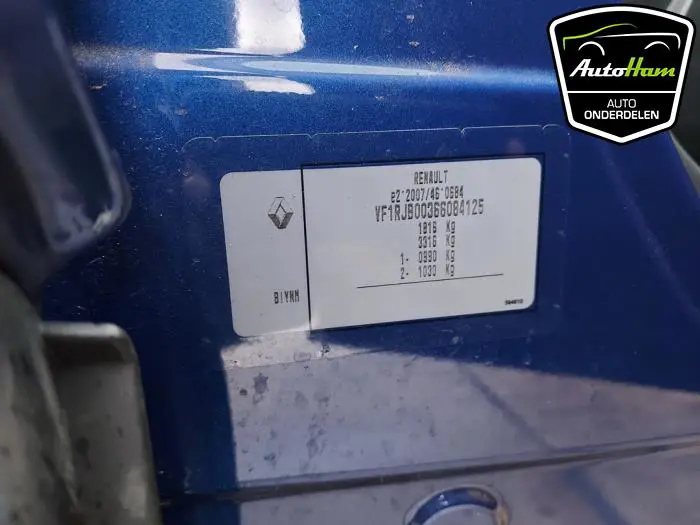 AutoHam
AUTO
ONDERDELEN
RENAULT
e2*2007/46*0684
VF1RJB00366084125
1816 Kg
3316 Kg
1- 0990 Kg
2- 1030 Kg